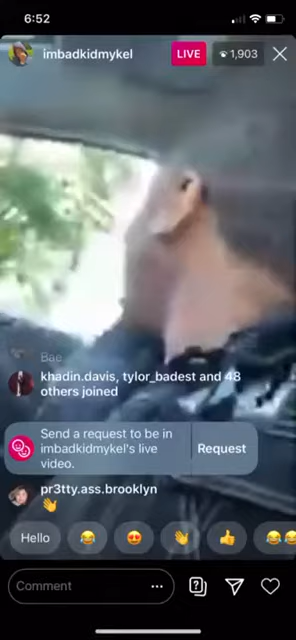 6:52
imbadkidmykel
LIVE
1,903
Bae
khadin.davis, tylor_badest and 48
others joined
Send a request to be in
imbadkidmykel's live
video.
Request
pr3tty.ass.brooklyn
👋
Hello 😂 😍 👋 👍 😂😂
Comment